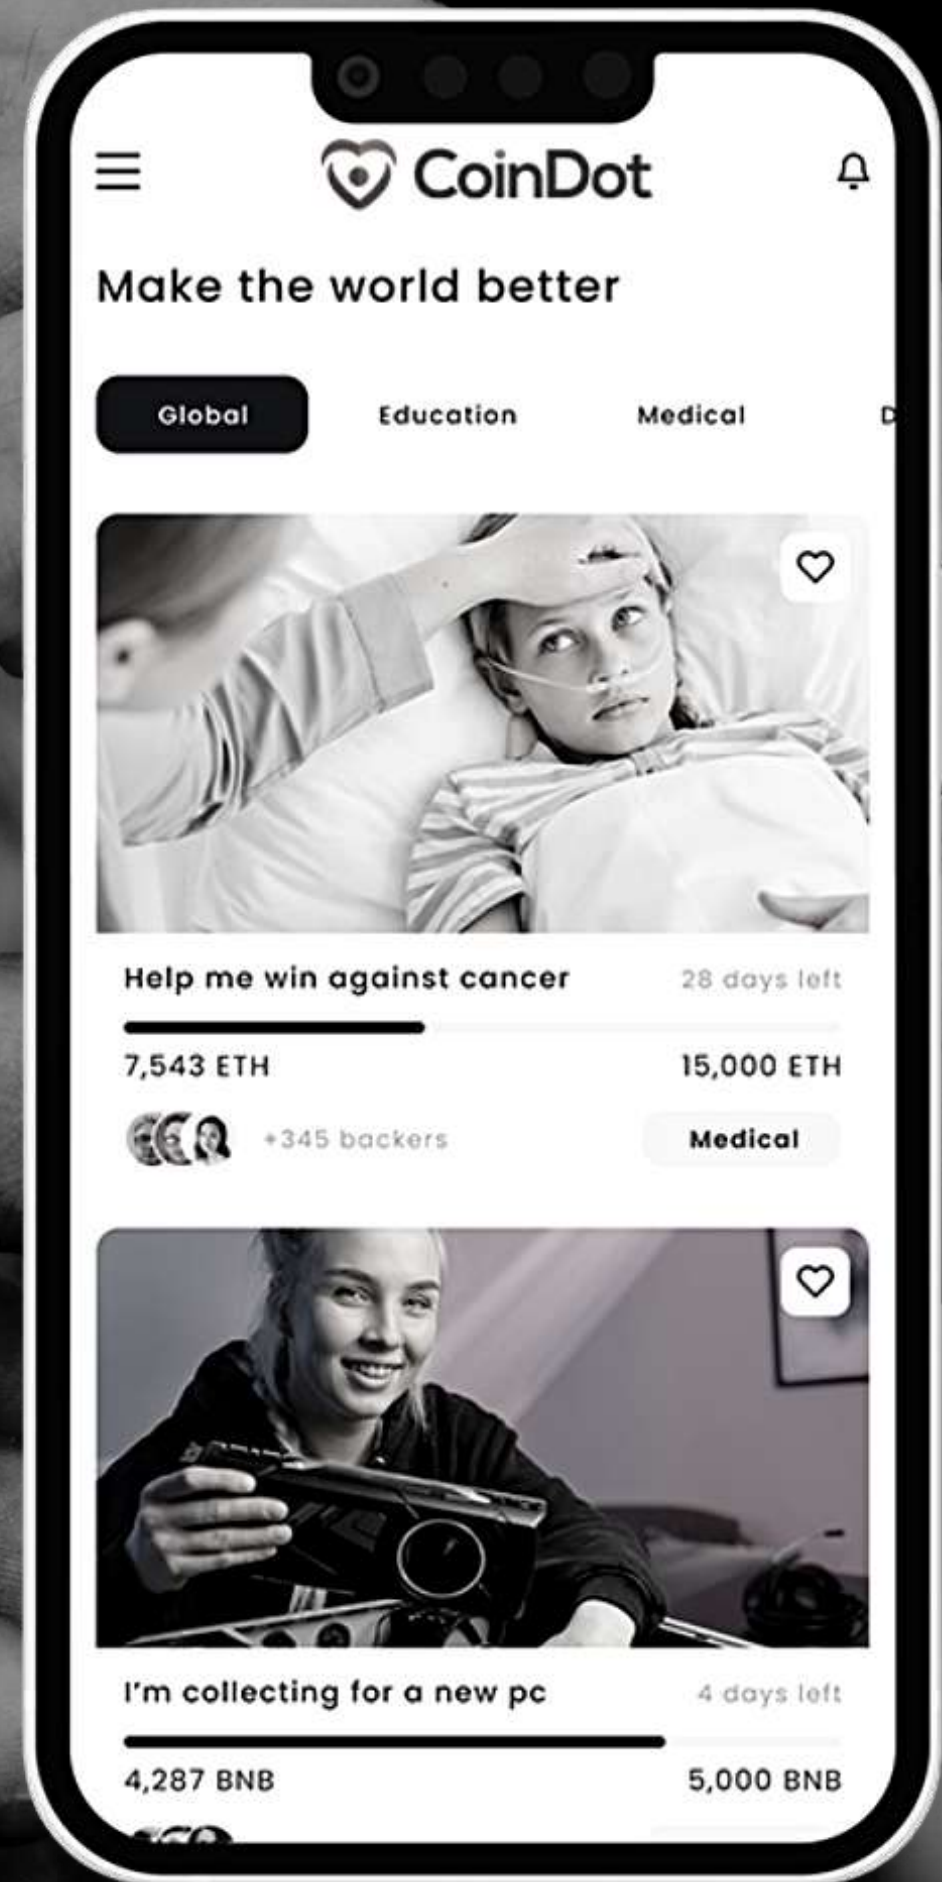 CoinDot
Make the world better
Global Education Medical D
Help me win against cancer 28 days left
7,543 ETH 15,000 ETH
+345 backers Medical
I'm collecting for a new pc 4 days left
4,287 BNB 5,000 BNB